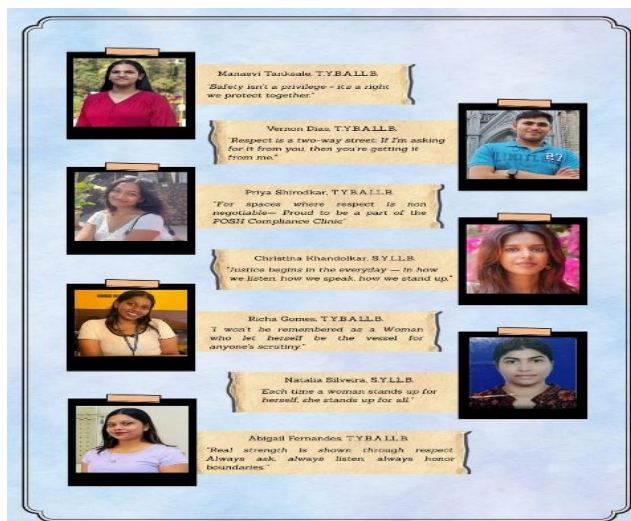 Manasvi Tanksale, T.Y.B.A.LL.B.
"Safety isn't a privilege - it's a right
we protect together."
Vernon Dias, T.Y.B.A.LL.B.
"Respect is a two-way street: If I'm asking
for it from you, then you're getting it
from me."
Priya Shirodkar, T.Y.B.A.LL.B.
"For spaces where respect is non
negotiable— Proud to be a part of the
POSH Compliance Clinic"
Christina Khandolkar, S.Y.LL.B.
"Justice begins in the everyday — in how
we listen, how we speak, how we stand up."
Richa Gomes, T.Y.B.A.LL.B.
"I won't be remembered as a Woman
who let herself be the vessel for
anyone's scrutiny."
Natalia Silveira, S.Y.LL.B.
"Each time a woman stands up for
herself, she stands up for all."
Abigail Fernandes, T.Y.B.A.LL.B.
"Real strength is shown through respect.
Always ask, always listen, always honor
boundaries."